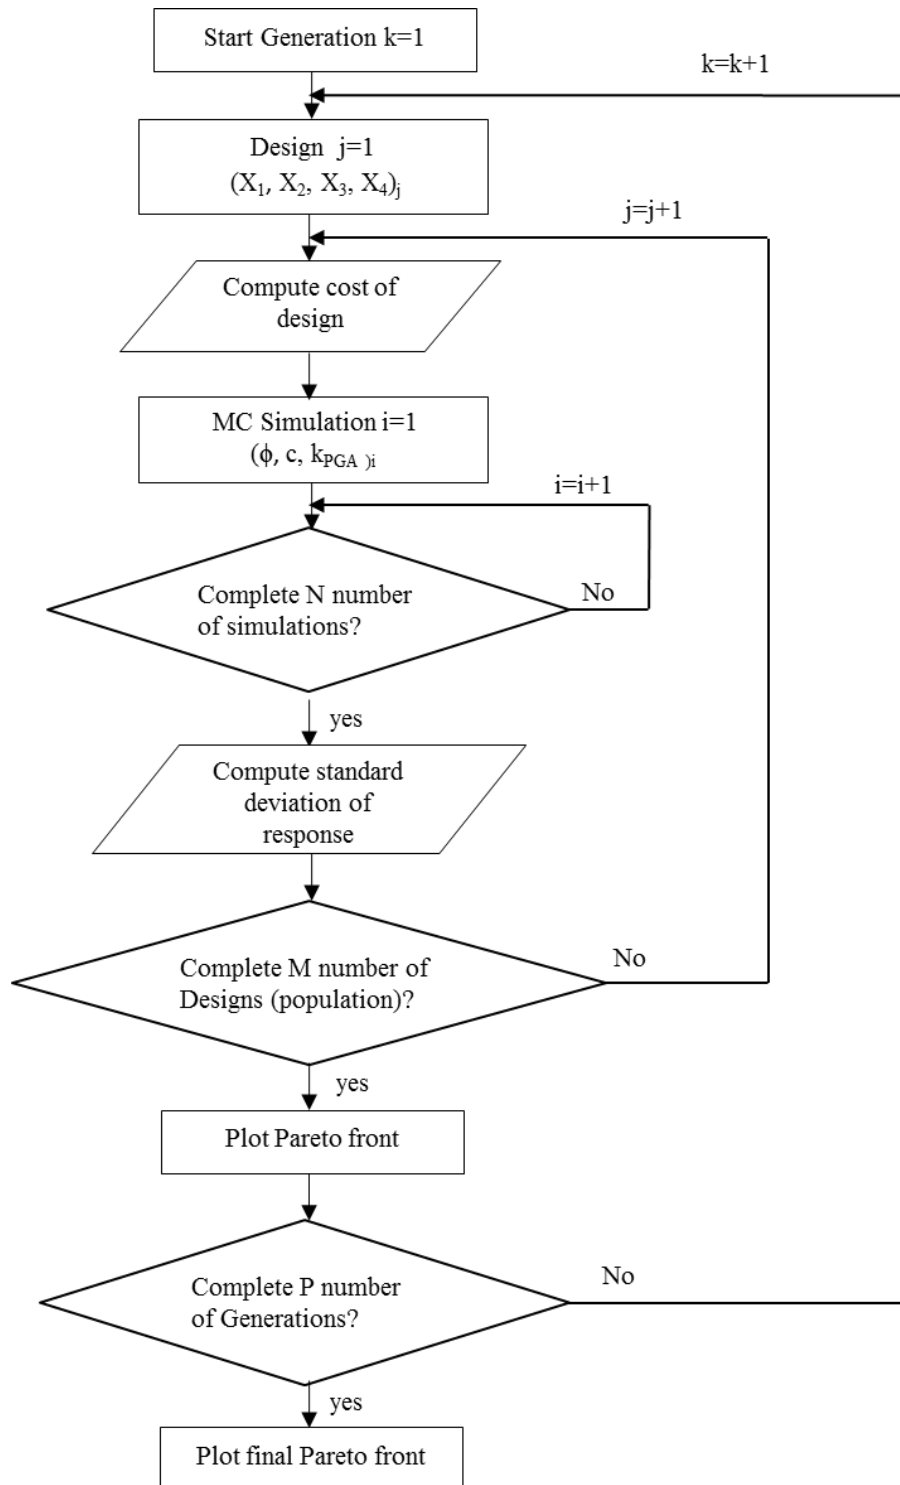 Start Generation k=1
k=k+1
Design j=1
(X₁, X₂, X₃, X₄)ⱼ
j=j+1
Compute cost of
design
MC Simulation i=1
(ϕ, c, k_PGA )i
i=i+1
Complete N number
of simulations?
No
yes
Compute standard
deviation of
response
Complete M number of
Designs (population)?
No
yes
Plot Pareto front
Complete P number
of Generations?
No
yes
Plot final Pareto front